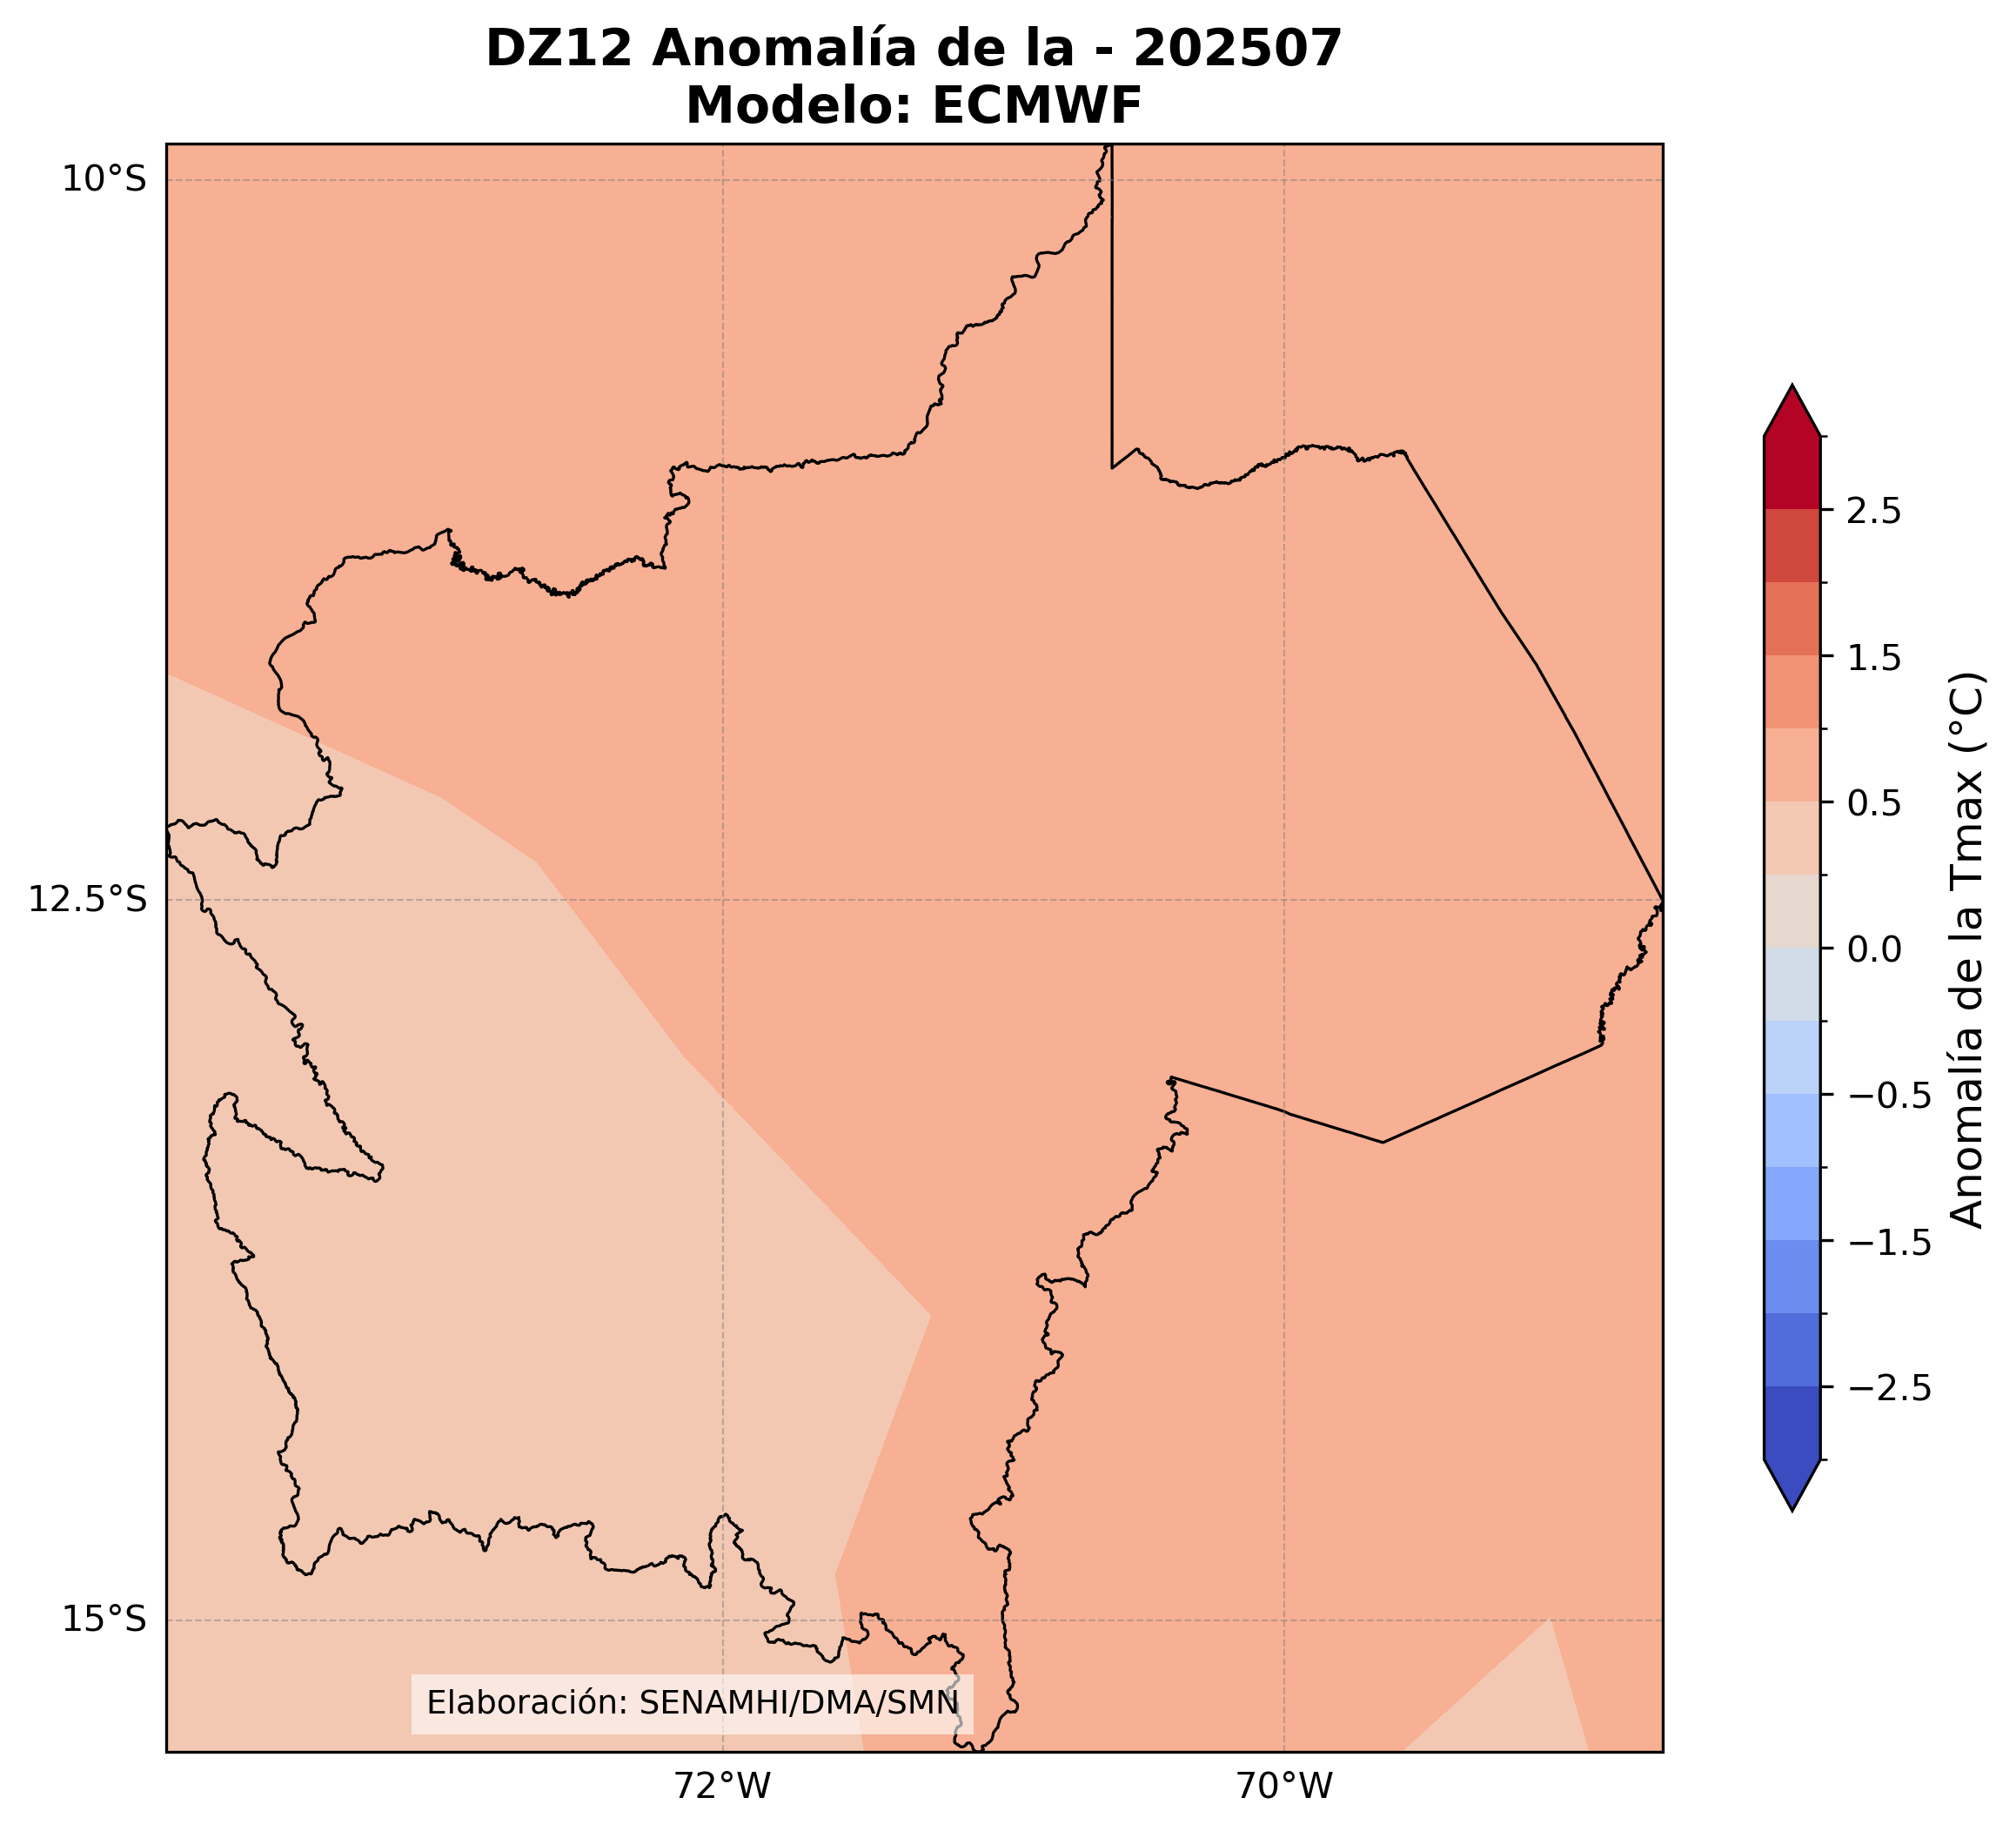 DZ12 Anomalía de la - 202507
Modelo: ECMWF
10°S
12.5°S
15°S
72°W
70°W
Elaboración: SENAMHI/DMA/SMN
2.5
1.5
0.5
0.0
−0.5
−1.5
−2.5
Anomalía de la Tmax (°C)